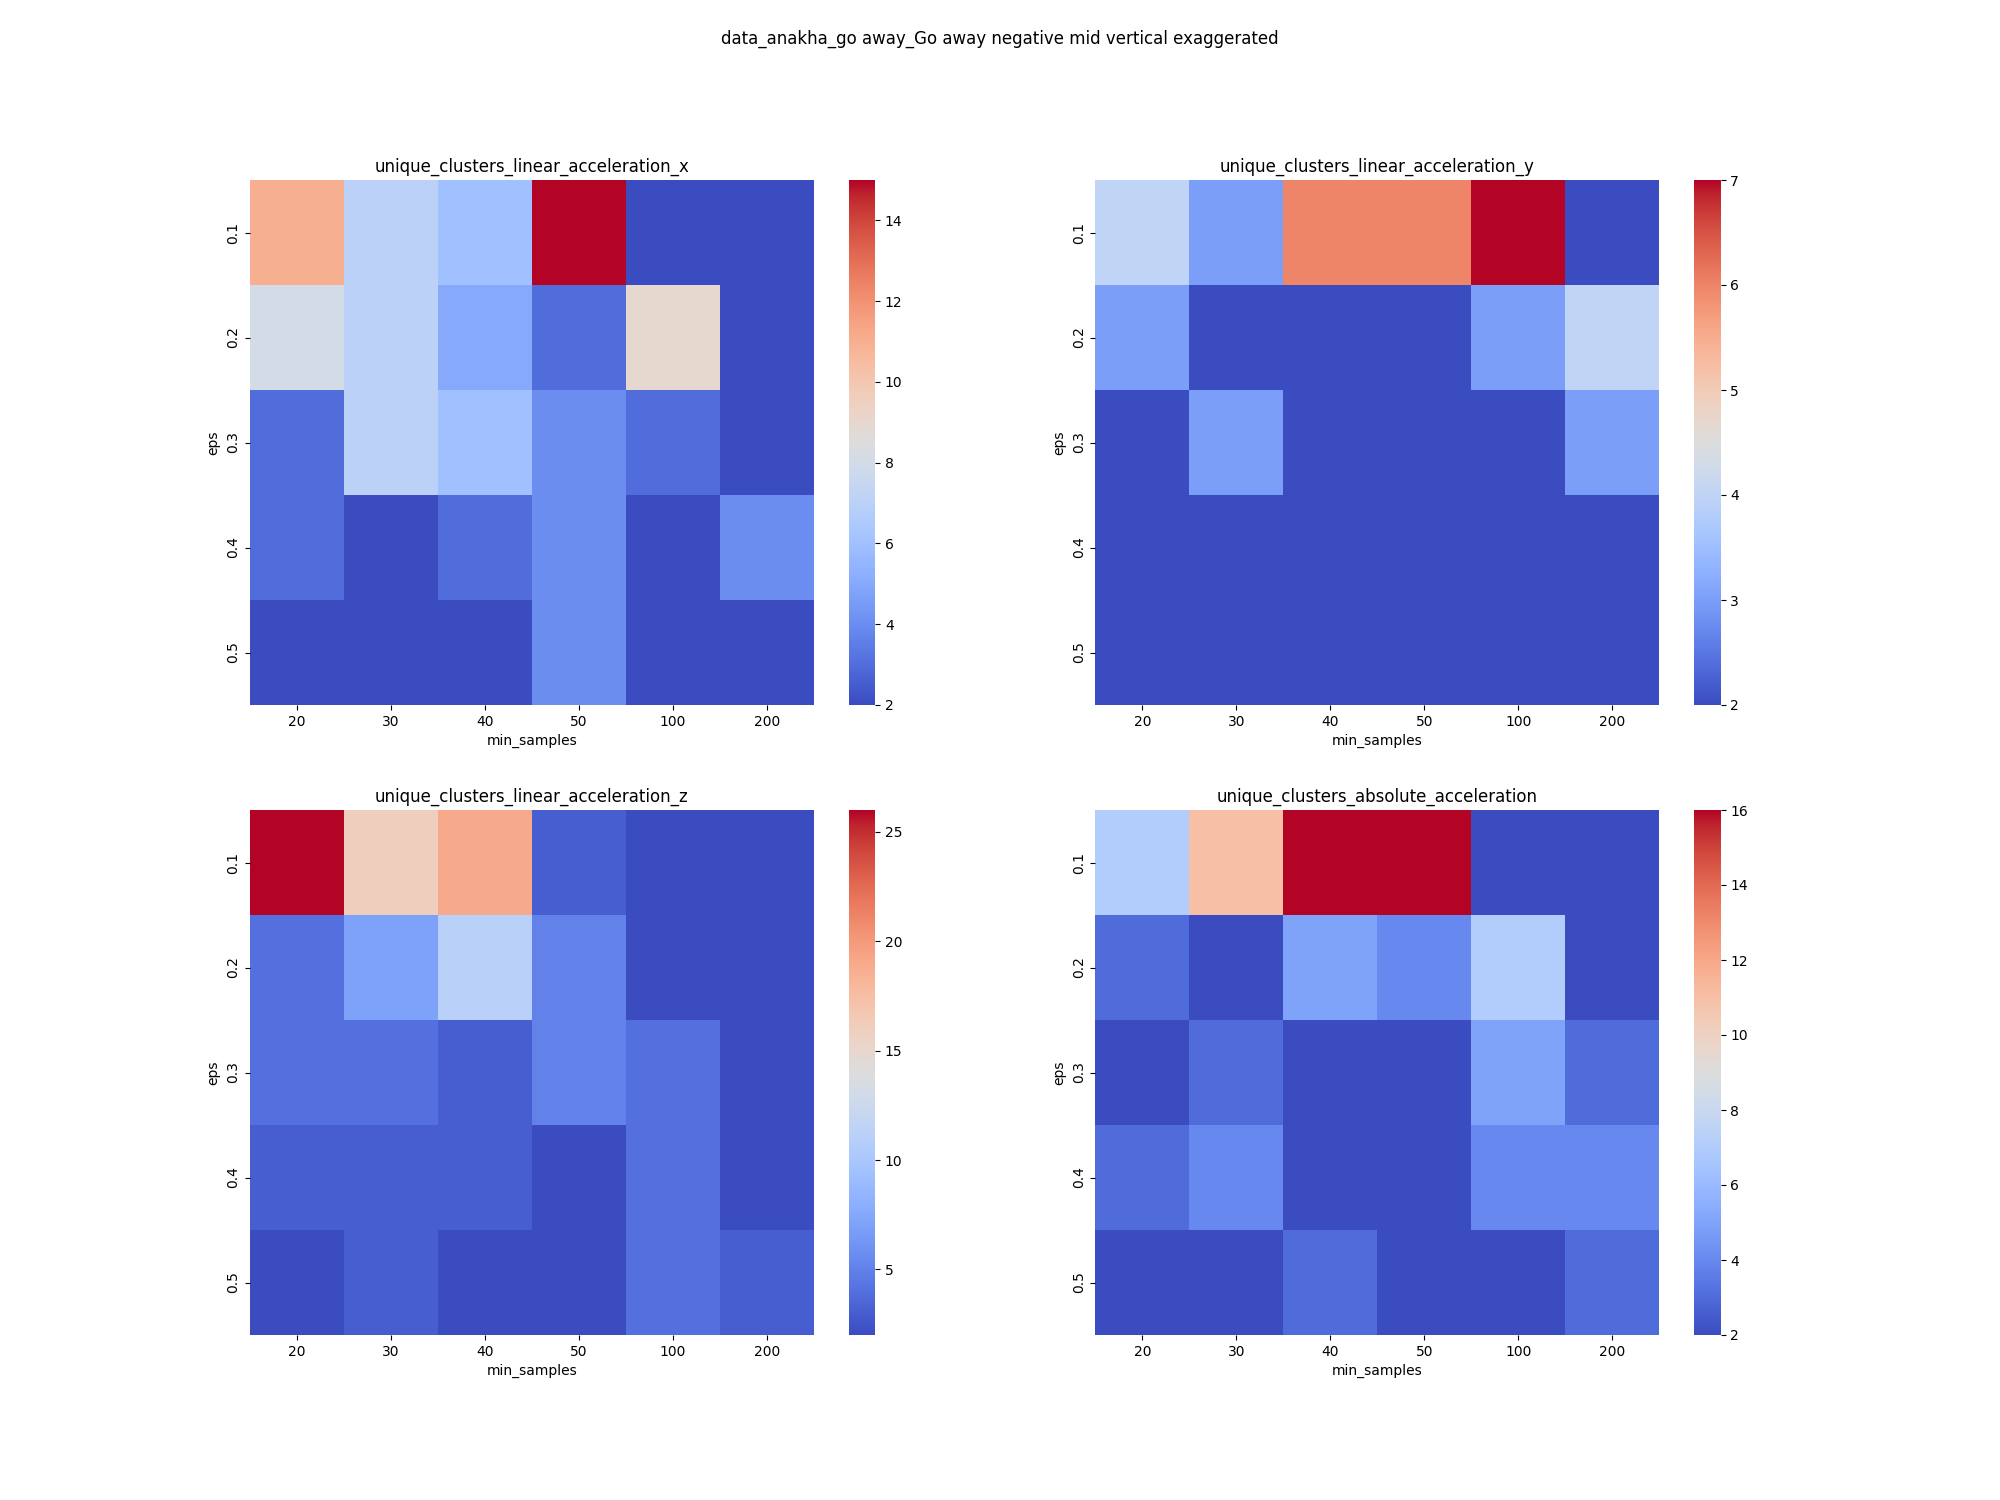 data_anakha_go away_Go away negative mid vertical exaggerated
unique_clusters_linear_acceleration_x
eps
0.1
0.2
0.3
0.4
0.5
20 30 40 50 100 200
min_samples
14
12
10
8
6
4
2
unique_clusters_linear_acceleration_y
eps
0.1
0.2
0.3
0.4
0.5
20 30 40 50 100 200
min_samples
7
6
5
4
3
2
unique_clusters_linear_acceleration_z
eps
0.1
0.2
0.3
0.4
0.5
20 30 40 50 100 200
min_samples
25
20
15
10
5
unique_clusters_absolute_acceleration
eps
0.1
0.2
0.3
0.4
0.5
20 30 40 50 100 200
min_samples
16
14
12
10
8
6
4
2